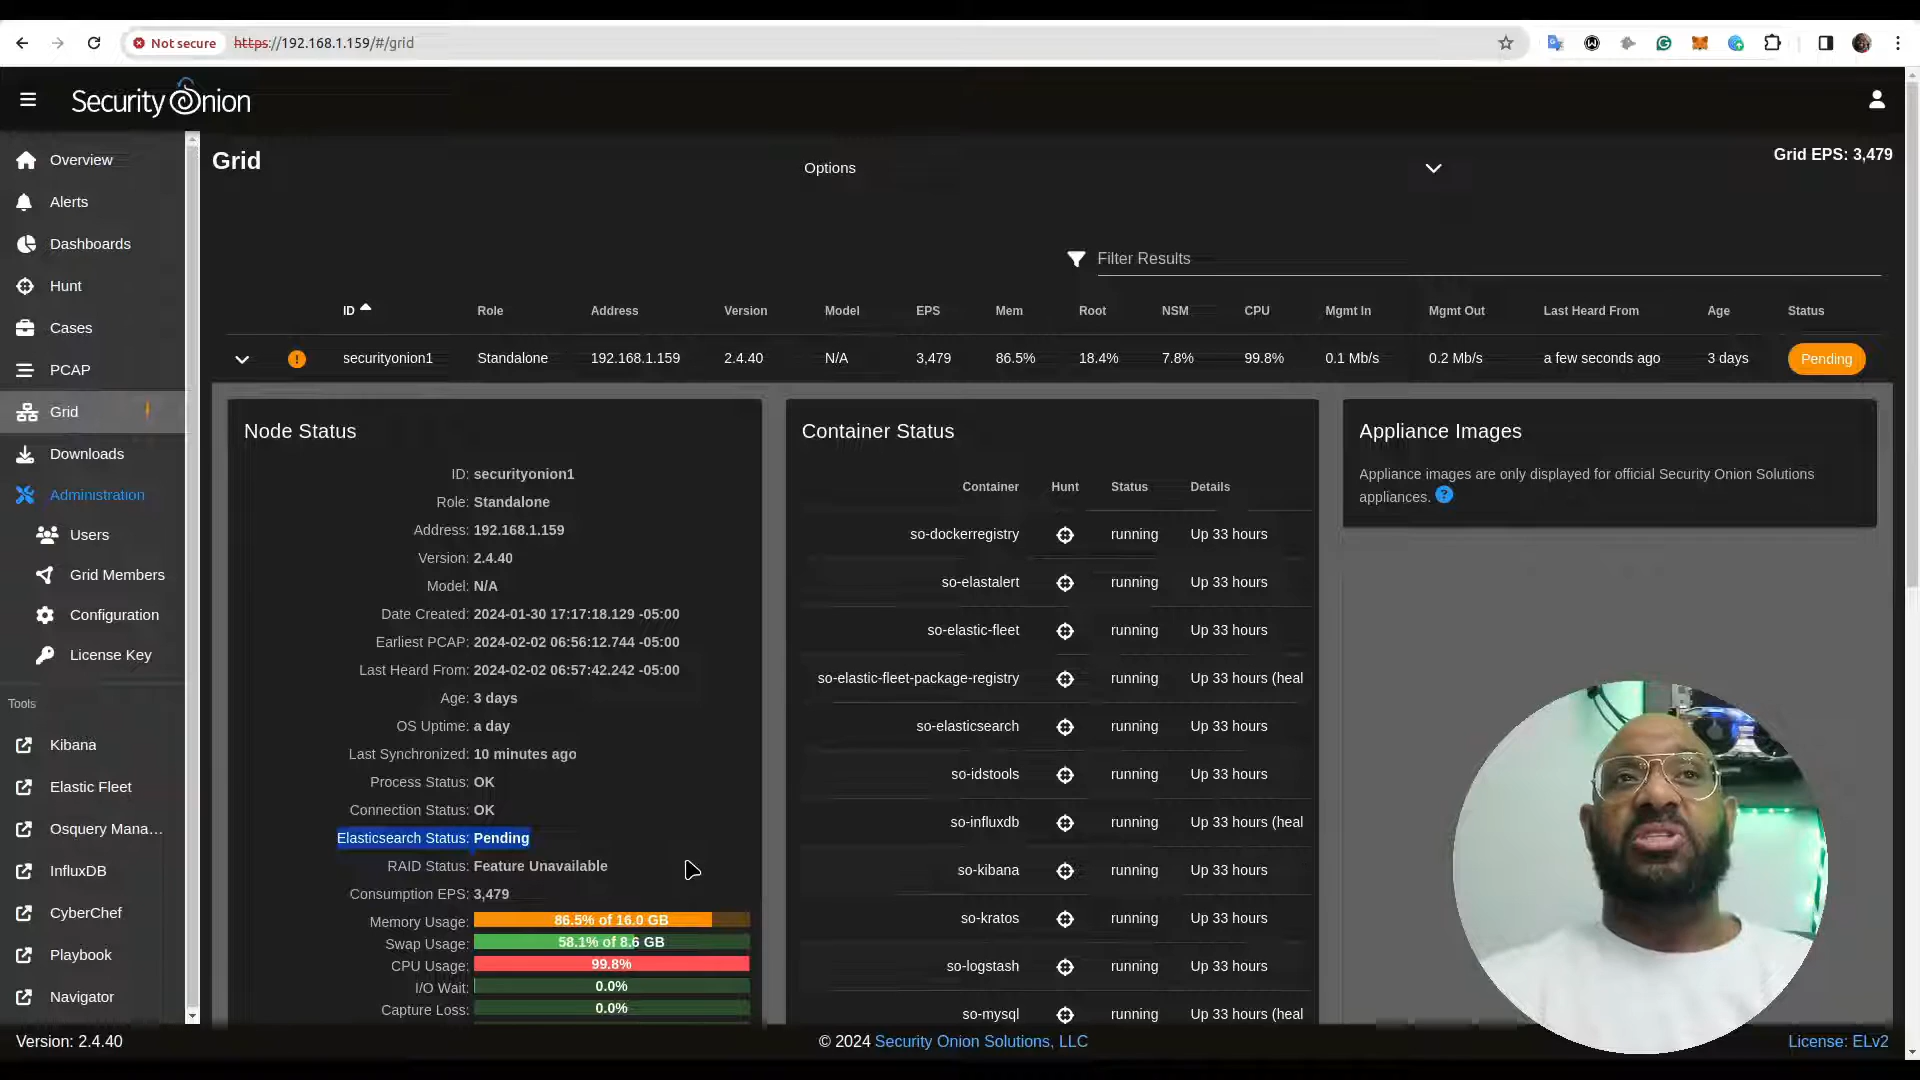 Not secure
https://192.168.1.159/#/grid
Security Onion
Grid
Options
Grid EPS: 3,479
Overview
Alerts
Dashboards
Hunt
Cases
PCAP
Grid
Downloads
Administration
Users
Grid Members
Configuration
License Key
Tools
Kibana
Elastic Fleet
Osquery Mana...
InfluxDB
CyberChef
Playbook
Navigator
Filter Results
ID Role Address Version Model EPS Mem Root NSM CPU Mgmt In Mgmt Out Last Heard From Age Status
securityonion1 Standalone 192.168.1.159 2.4.40 N/A 3,479 86.5% 18.4% 7.8% 99.8% 0.1 Mb/s 0.2 Mb/s a few seconds ago 3 days Pending
Node Status
ID: securityonion1
Role: Standalone
Address: 192.168.1.159
Version: 2.4.40
Model: N/A
Date Created: 2024-01-30 17:17:18.129 -05:00
Earliest PCAP: 2024-02-02 06:56:12.744 -05:00
Last Heard From: 2024-02-02 06:57:42.242 -05:00
Age: 3 days
OS Uptime: a day
Last Synchronized: 10 minutes ago
Process Status: OK
Connection Status: OK
Elasticsearch Status: Pending
RAID Status: Feature Unavailable
Consumption EPS: 3,479
Memory Usage: 86.5% of 16.0 GB
Swap Usage: 58.1% of 8.6 GB
CPU Usage: 99.8%
I/O Wait: 0.0%
Capture Loss: 0.0%
Container Status
Container Hunt Status Details
so-dockerregistry running Up 33 hours
so-elastalert running Up 33 hours
so-elastic-fleet running Up 33 hours
so-elastic-fleet-package-registry running Up 33 hours (heal
so-elasticsearch running Up 33 hours
so-idstools running Up 33 hours
so-influxdb running Up 33 hours (heal
so-kibana running Up 33 hours
so-kratos running Up 33 hours
so-logstash running Up 33 hours
so-mysql running Up 33 hours (heal
Appliance Images
Appliance images are only displayed for official Security Onion Solutions
appliances.
Version: 2.4.40
© 2024 Security Onion Solutions, LLC
License: ELv2